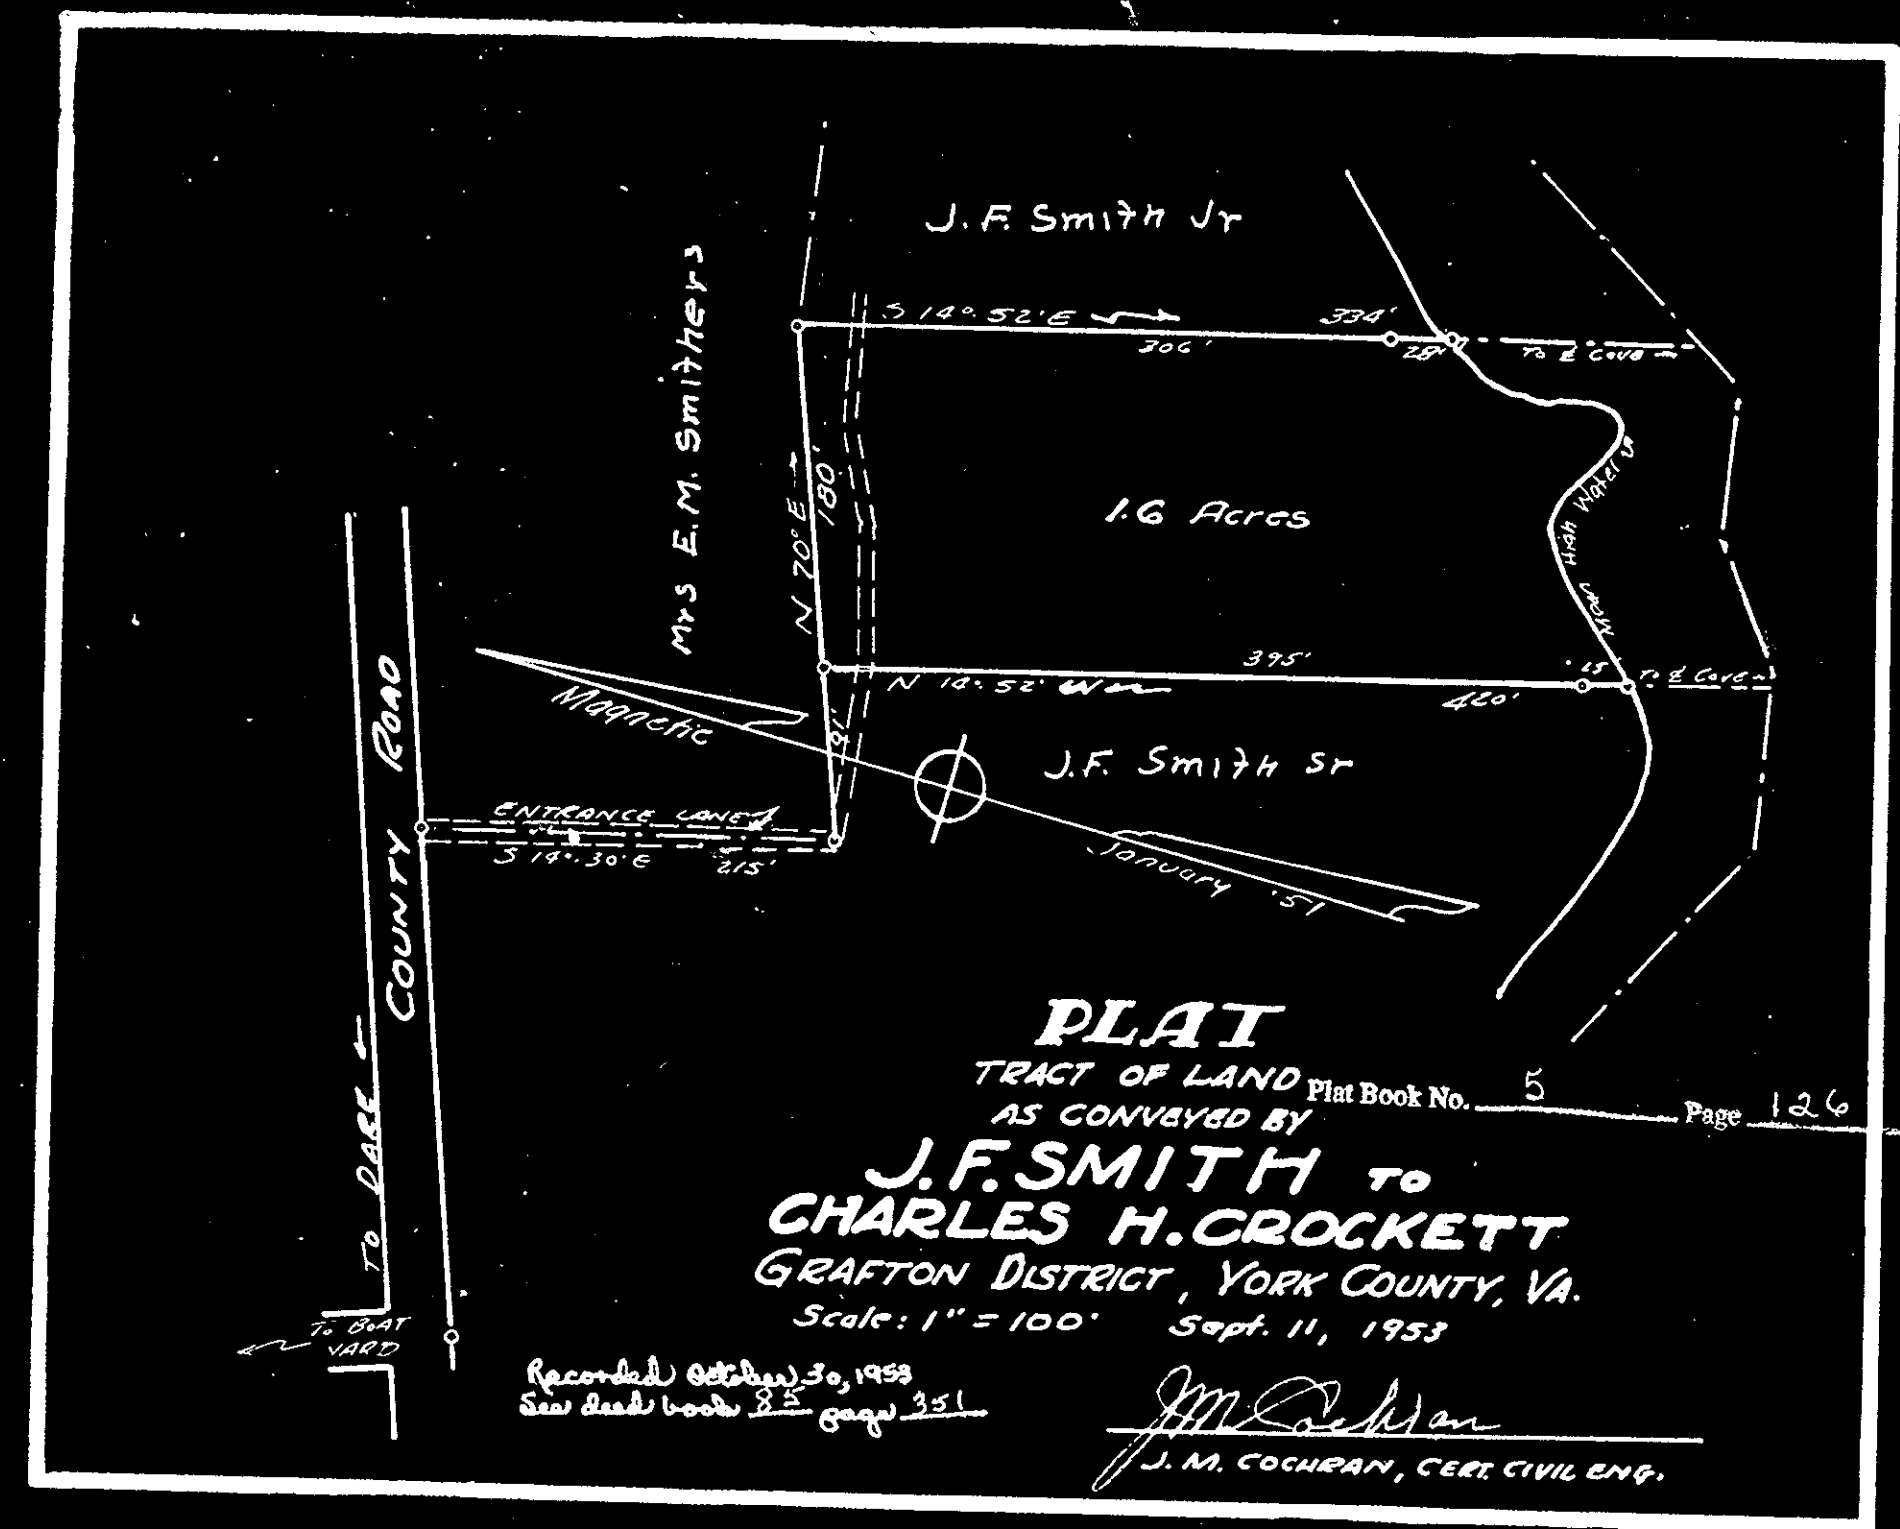 J. F. Smith Jr
Mrs E. M. Smithers
S 14° 52' E
334'
306'
28'
To ₵ Cove
N 70° E
180'
1.6 Acres
Mean High Water
395'
N 14° 52' W
420'
To ₵ Cove
91'
J. F. Smith Sr
Magnetic
January '51
ENTRANCE LANE
S 14° 30' E 215'
COUNTY ROAD
TO DARE
TO BOAT
YARD
PLAT
TRACT OF LAND
Plat Book No. 5 Page 126
AS CONVEYED BY
J. F. SMITH TO
CHARLES H. CROCKETT
GRAFTON DISTRICT, YORK COUNTY, VA.
Scale: 1" = 100' Sept. 11, 1953
Recorded October 30, 1953
See deed book 85 page 351
J M Cochran
J. M. COCHRAN, CERT. CIVIL ENG.